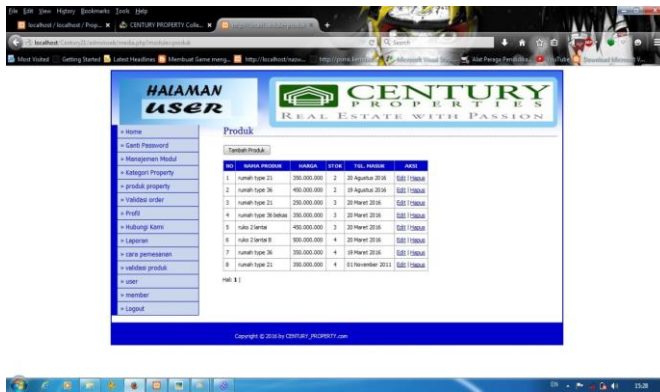 File Edit View History Bookmarks Tools Help
localhost / localhost / Prop...
CENTURY PROPERTY Colle...
Search
Most Visited Getting Started Latest Headlines Membuat Game meng...
YouTube
HALAMAN
USER
CENTURY
PROPERTIES
REAL ESTATE WITH PASSION
» Home
» Ganti Password
» Manajemen Modul
» Kategori Property
» produk property
» Validasi order
» Profil
» Hubungi Kami
» Laporan
» cara pemesanan
» validasi produk
» user
» member
» Logout
Produk
Tambah Produk
NO NAMA PRODUK HARGA STOK TGL. MASUK AKSI
1 rumah type 21 350.000.000 2 20 Agustus 2016 Edit | Hapus
2 rumah type 36 450.000.000 2 19 Agustus 2016 Edit | Hapus
3 rumah type 21 250.000.000 3 20 Maret 2016 Edit | Hapus
4 rumah type 36 bekas 350.000.000 3 20 Maret 2016 Edit | Hapus
5 ruko 2 lantai 450.000.000 3 20 Maret 2016 Edit | Hapus
6 ruko 2 lantai B 500.000.000 4 20 Maret 2016 Edit | Hapus
7 rumah type 36 350.000.000 4 19 Maret 2016 Edit | Hapus
8 rumah type 21 350.000.000 4 01 November 2011 Edit | Hapus
Hal: 1 |
Copyright © 2016 by CENTURY_PROPERTY.com
EN 15:28